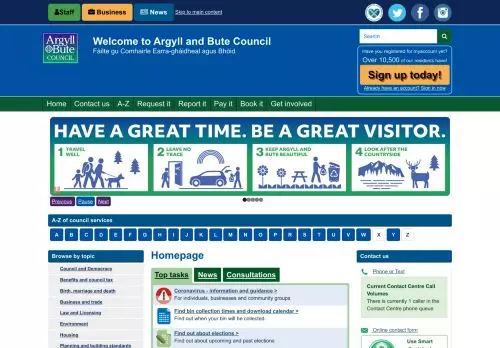 Staff
Business
News
Skip to main content
Argyll
Bute
COUNCIL
Welcome to Argyll and Bute Council
Fàilte gu Comhairle Earra-ghàidheal agus Bhòid
Search
Have you registered for myaccount yet?
Over 10,500 of our residents have!
Sign up today!
Already have an account? Sign in now
Home
Contact us
A-Z
Request it
Report it
Pay it
Book it
Get involved
HAVE A GREAT TIME. BE A GREAT VISITOR.
1 TRAVEL WELL
2 LEAVE NO TRACE
3 KEEP ARGYLL AND BUTE BEAUTIFUL
4 LOOK AFTER THE COUNTRYSIDE
Previous
Pause
Next
A-Z of council services
A B C D E F G H I J K L M N O P Q R S T U V W X Y Z
Browse by topic
Council and Democracy
Benefits and council tax
Birth, marriage and death
Business and trade
Law and Licensing
Environment
Housing
Planning and building standards
Homepage
Top tasks
News
Consultations
Coronavirus - information and guidance >
For individuals, businesses and community groups
Find bin collection times and download calendar >
Find out when your bin will be collected
Find out about elections >
Find out about upcoming and past elections
Contact us
Phone or Text
Current Contact Centre Call
Volumes
There is currently 1 caller in the
Contact Centre phone queue
Online contact form
Use Smart